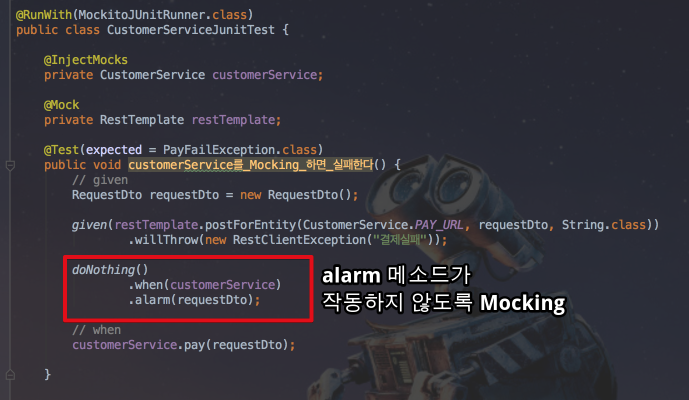 @RunWith(MockitoJUnitRunner.class)
public class CustomerServiceJunitTest {
@InjectMocks
private CustomerService customerService;
@Mock
private RestTemplate restTemplate;
@Test(expected = PayFailException.class)
public void customerService를_Mocking_하면_실패한다() {
// given
RequestDto requestDto = new RequestDto();
given(restTemplate.postForEntity(CustomerService.PAY_URL, requestDto, String.class))
.willThrow(new RestClientException("결제실패"));
doNothing()
.when(customerService)
.alarm(requestDto);
alarm 메소드가
작동하지 않도록 Mocking
// when
customerService.pay(requestDto);
}